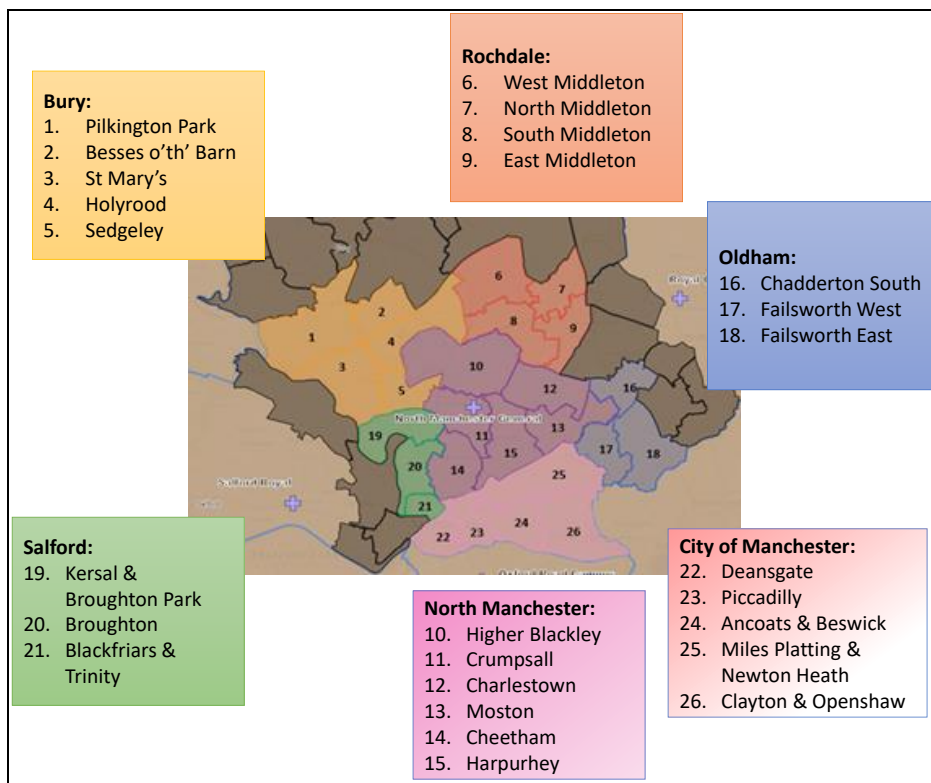 Rochdale:
6. West Middleton
7. North Middleton
8. South Middleton
9. East Middleton
Bury:
1. Pilkington Park
2. Besses o’th’ Barn
3. St Mary’s
4. Holyrood
5. Sedgeley
Oldham:
16. Chadderton South
17. Failsworth West
18. Failsworth East
6
7
Royal
2
8
9
1
4
3
10
5
12
16
North Manchester General
19
11
13
15
17
18
20
14
25
Salford Royal
21
22
23
24
26
Salford:
19. Kersal &
Broughton Park
20. Broughton
21. Blackfriars &
Trinity
North Manchester:
10. Higher Blackley
11. Crumpsall
12. Charlestown
13. Moston
14. Cheetham
15. Harpurhey
City of Manchester:
22. Deansgate
23. Piccadilly
24. Ancoats & Beswick
25. Miles Platting &
Newton Heath
26. Clayton & Openshaw